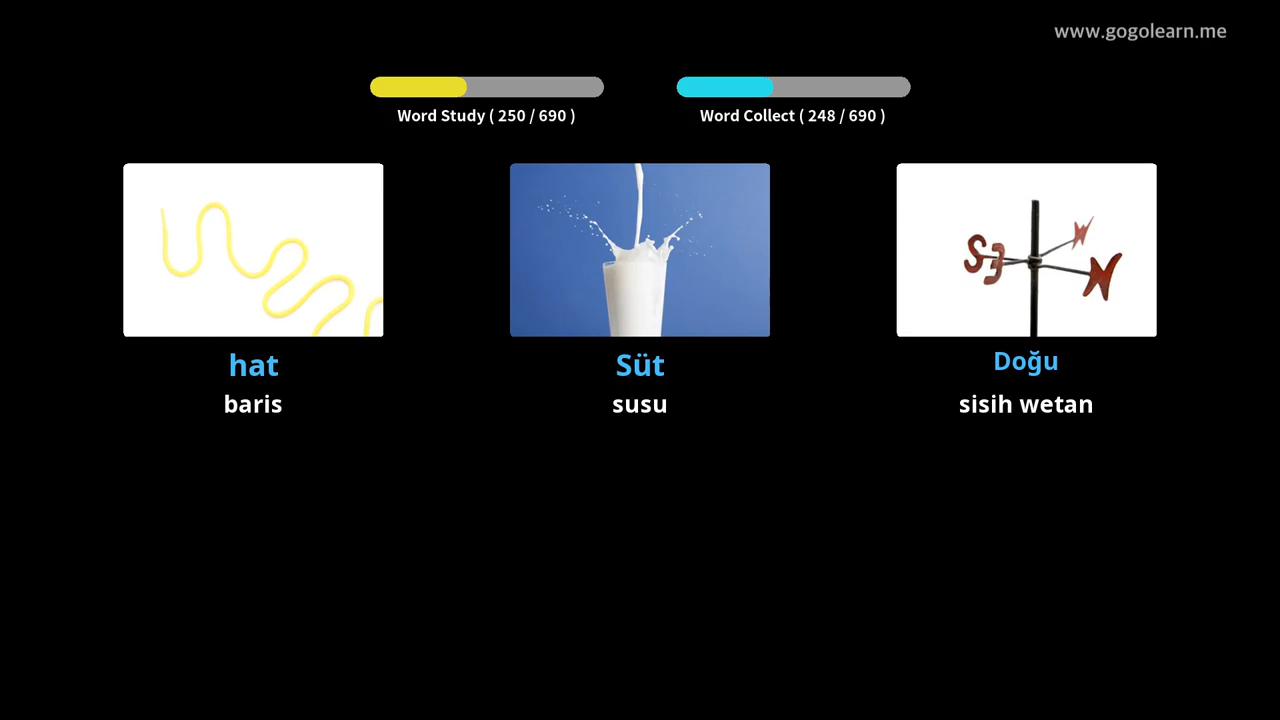 www.gogolearn.me
Word Study ( 250 / 690 )
Word Collect ( 248 / 690 )
S E N W
hat
Süt
Doğu
baris
susu
sisih wetan